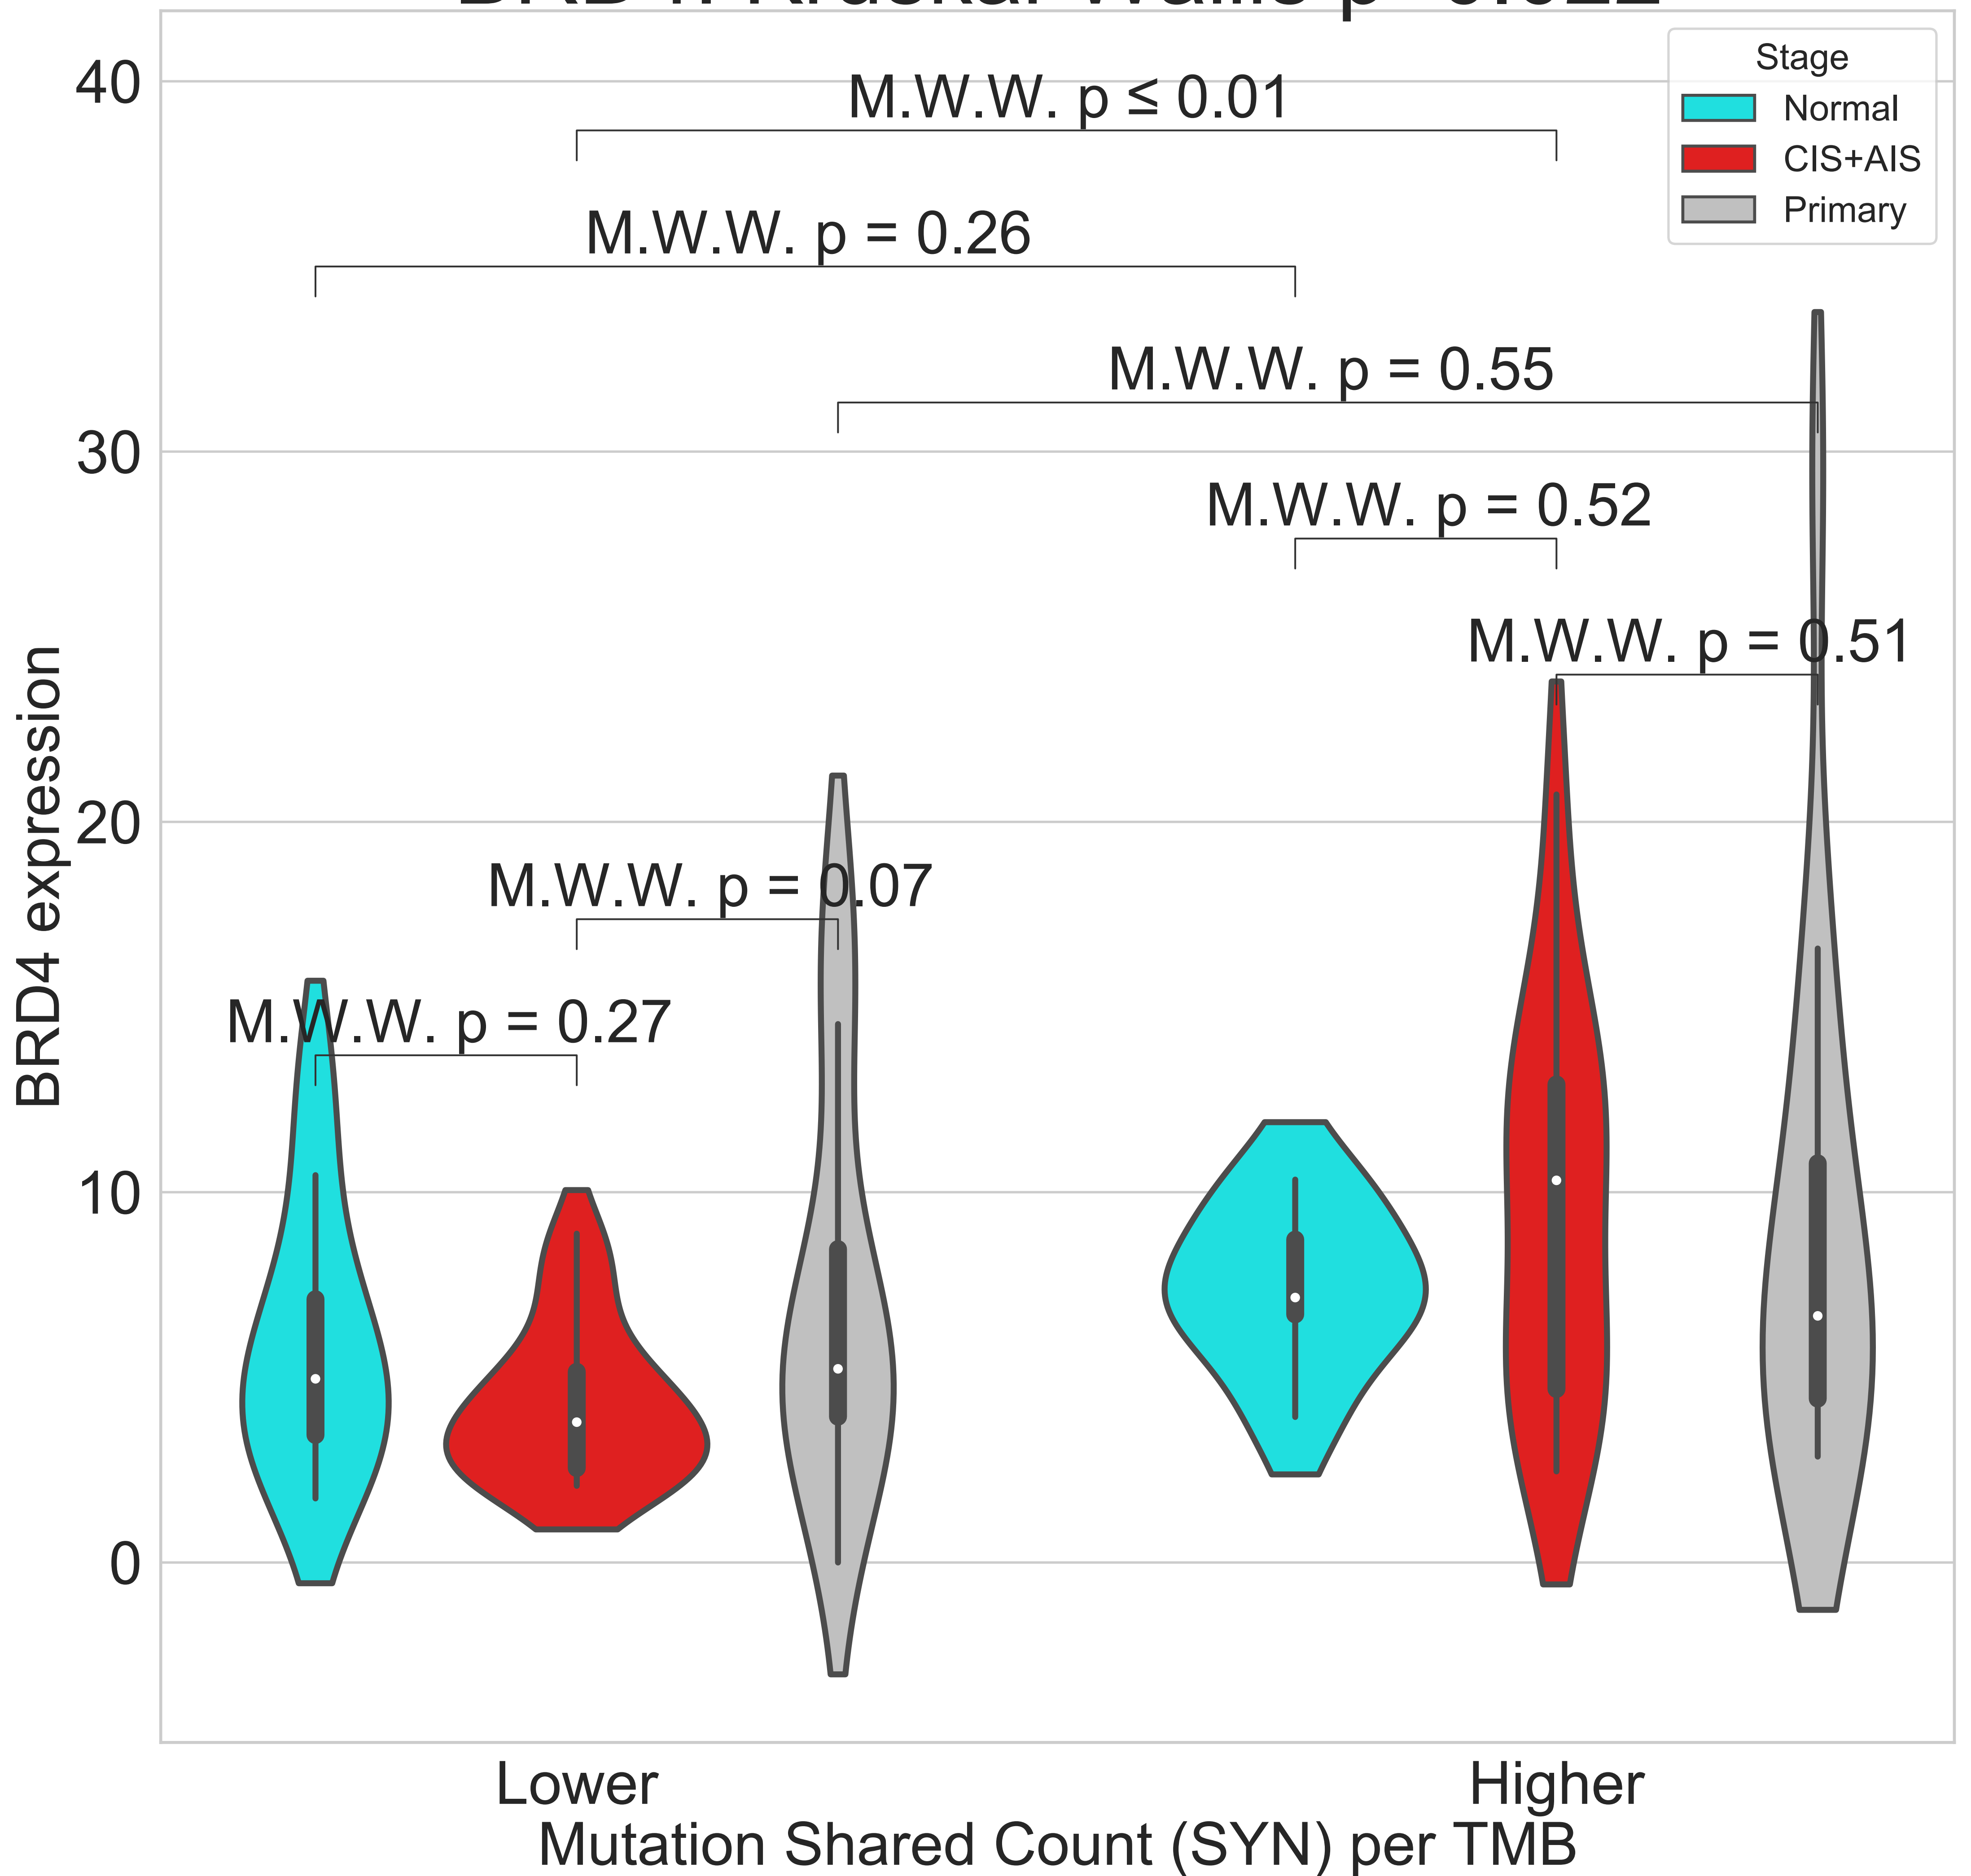 40
30
20
10
0
BRD4 expression
M.W.W. p ≤ 0.01
M.W.W. p = 0.26
M.W.W. p = 0.55
M.W.W. p = 0.52
M.W.W. p = 0.51
M.W.W. p = 0.07
M.W.W. p = 0.27
Stage
Normal
CIS+AIS
Primary
Lower
Higher
Mutation Shared Count (SYN) per TMB